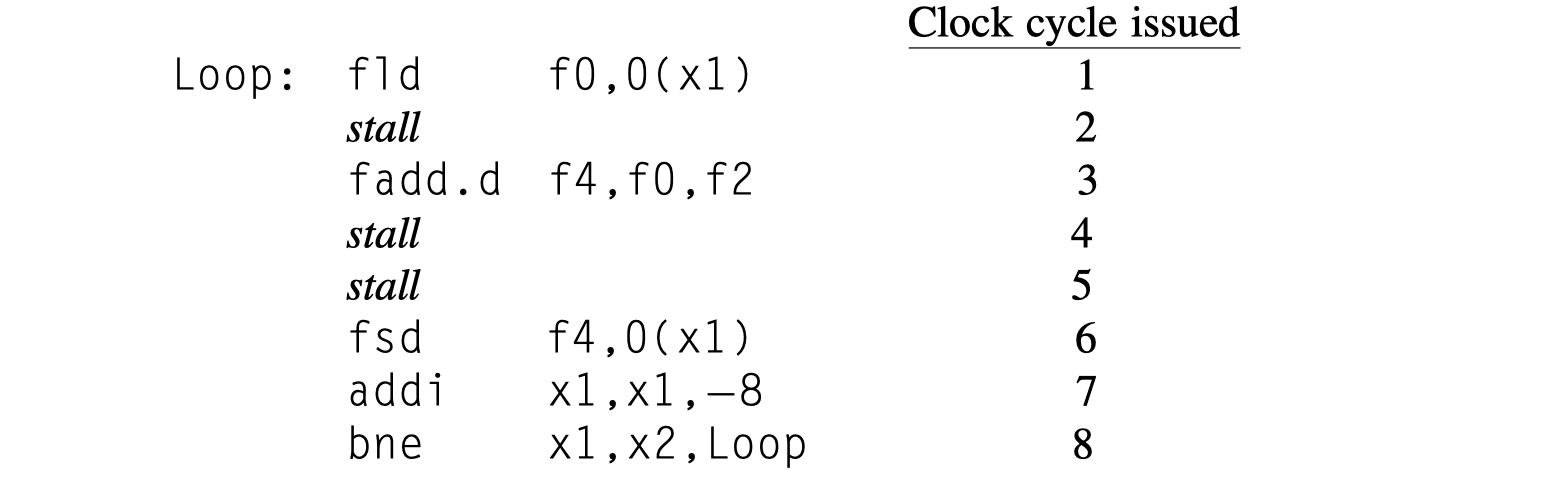 Clock cycle issued
Loop: fld f0,0(x1) 1
stall 2
fadd.d f4,f0,f2 3
stall 4
stall 5
fsd f4,0(x1) 6
addi x1,x1,−8 7
bne x1,x2,Loop 8